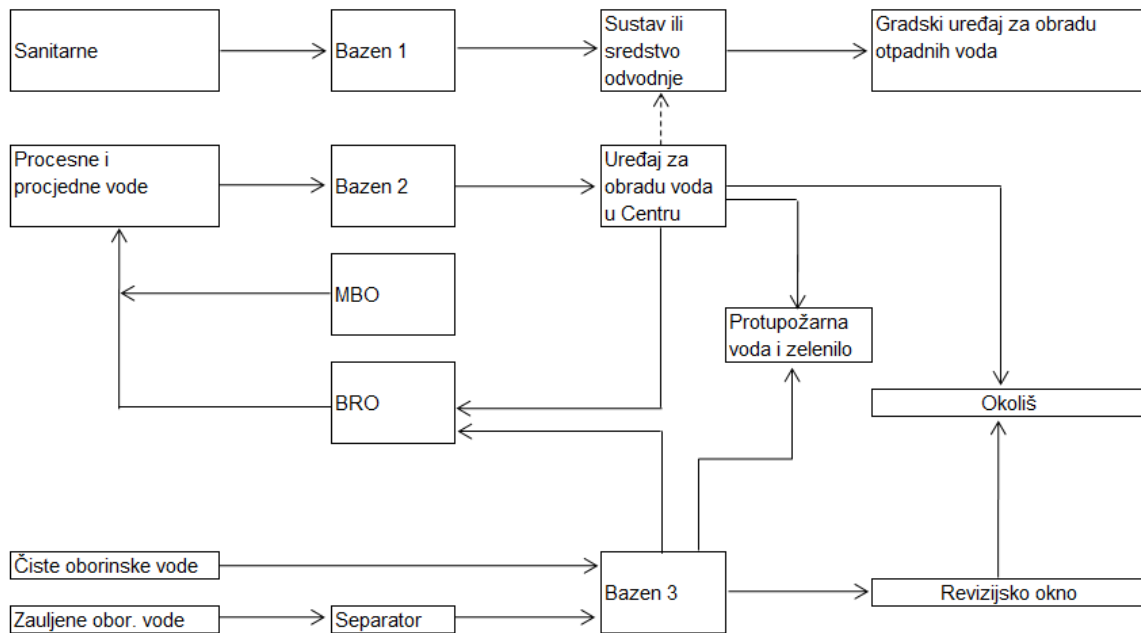 Sanitarne
Bazen 1
Sustav ili
sredstvo
odvodnje
Gradski uređaj za obradu
otpadnih voda
Procesne i
procjedne vode
Bazen 2
Uređaj za
obradu voda
u Centru
MBO
Protupožarna
voda i zelenilo
BRO
Okoliš
Čiste oborinske vode
Bazen 3
Revizijsko okno
Zauljene obor. vode
Separator